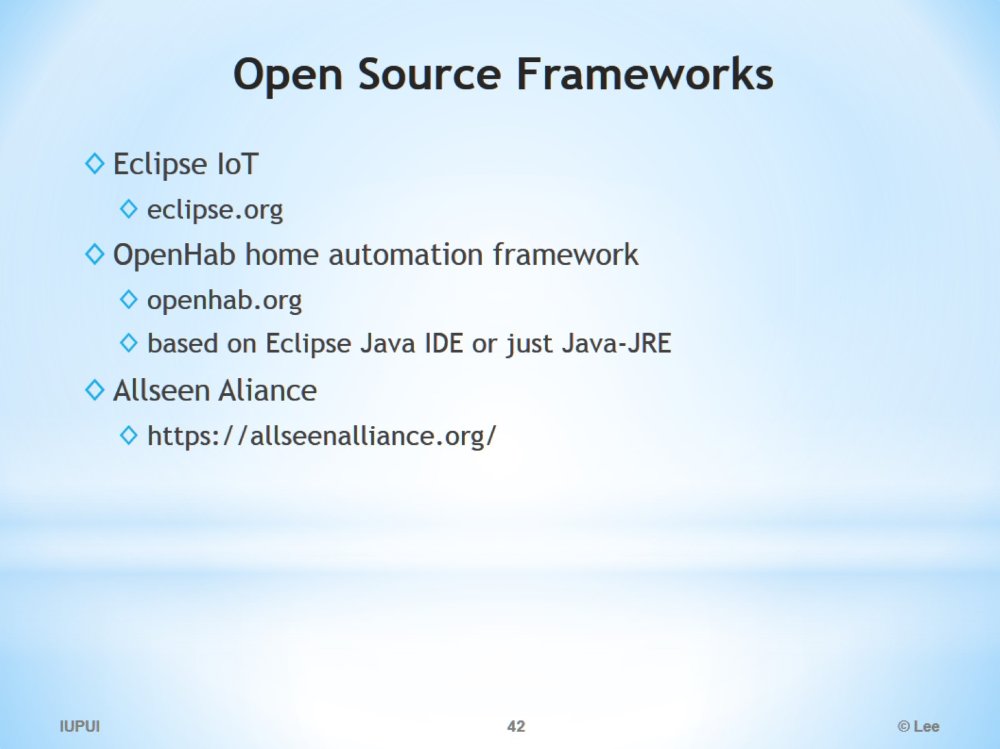 Open Source Frameworks
Eclipse IoT
eclipse.org
OpenHab home automation framework
openhab.org
based on Eclipse Java IDE or just Java-JRE
Allseen Aliance
https://allseenalliance.org/
IUPUI
42
© Lee